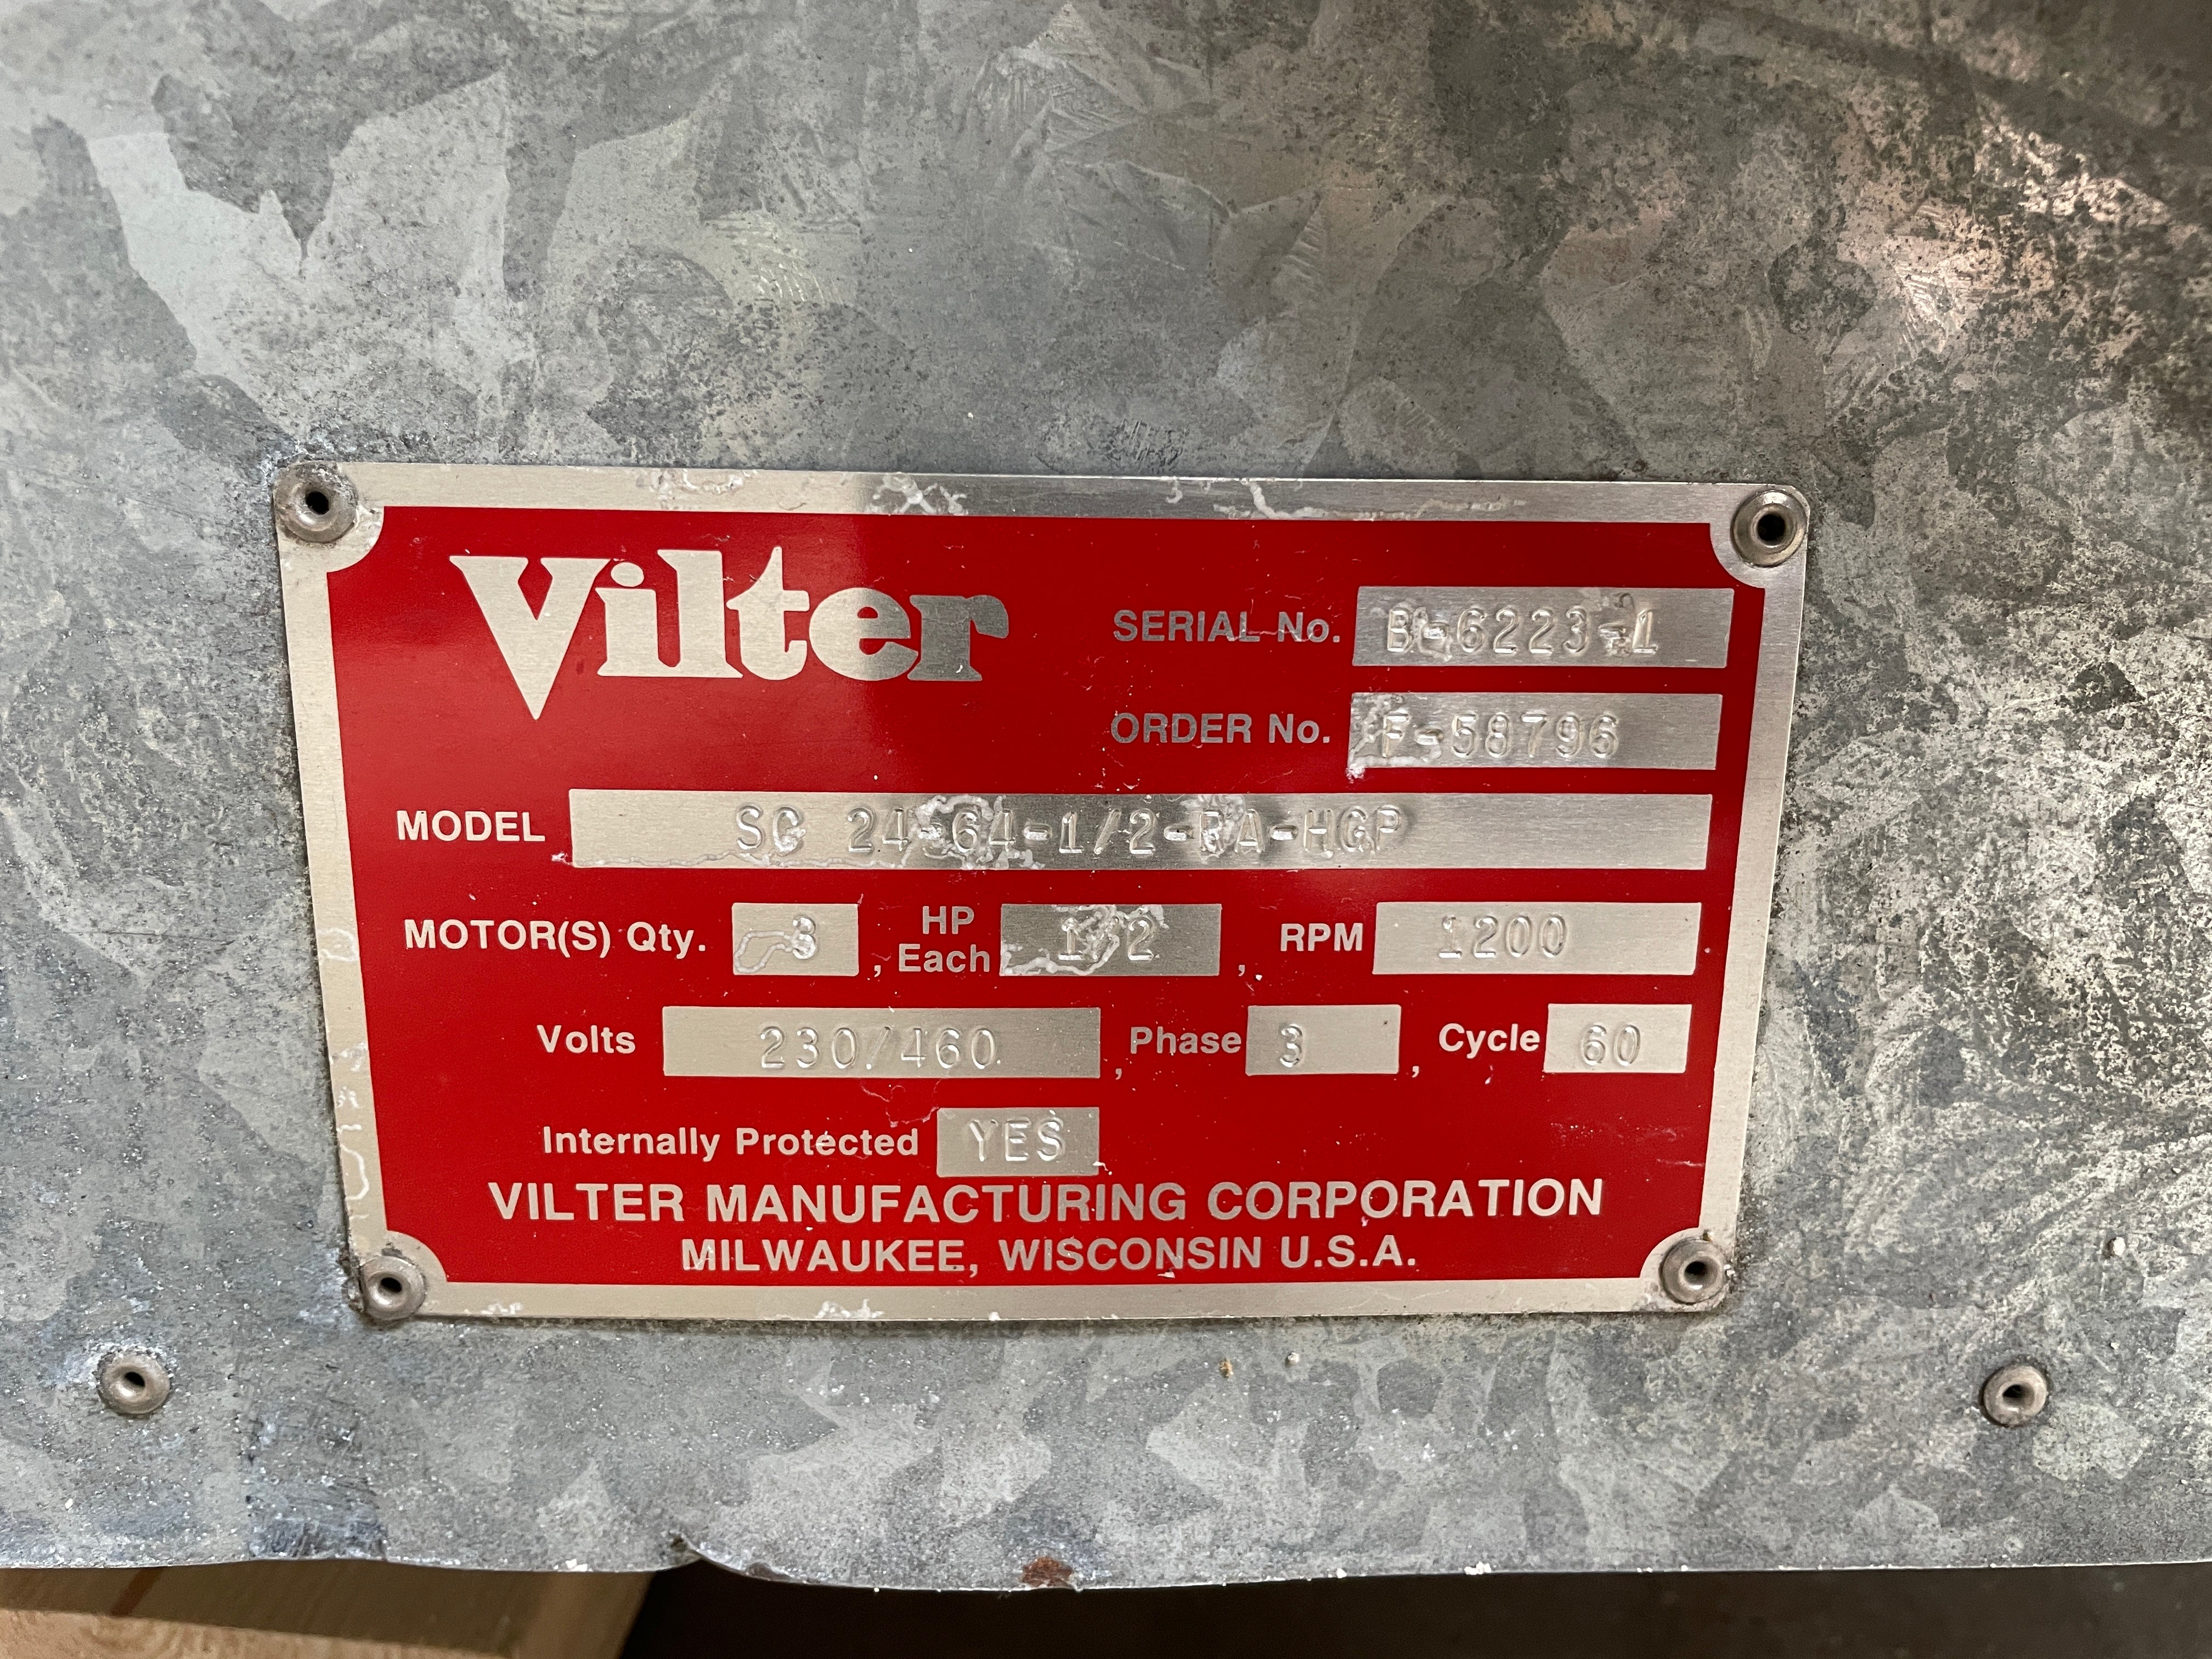 Vilter
SERIAL No. B-6223-1
ORDER No. F-58796
MODEL SC 24-64-1/2-RA-HGP
MOTOR(S) Qty. 3, HP Each 1/2, RPM 1200
Volts 230/460, Phase 3, Cycle 60
Internally Protected YES
VILTER MANUFACTURING CORPORATION
MILWAUKEE, WISCONSIN U.S.A.